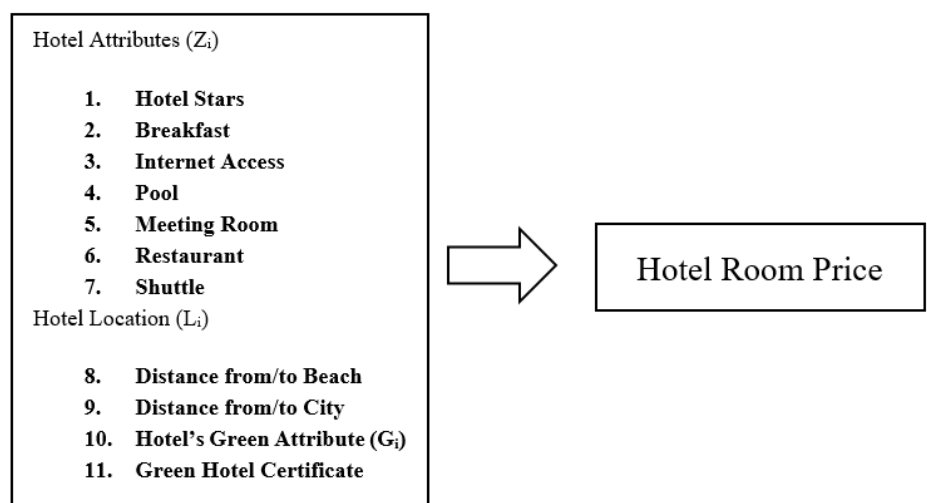 Hotel Attributes (Zi)
1. Hotel Stars
2. Breakfast
3. Internet Access
4. Pool
5. Meeting Room
6. Restaurant
7. Shuttle
Hotel Location (Li)
8. Distance from/to Beach
9. Distance from/to City
10. Hotel's Green Attribute (Gi)
11. Green Hotel Certificate
Hotel Room Price